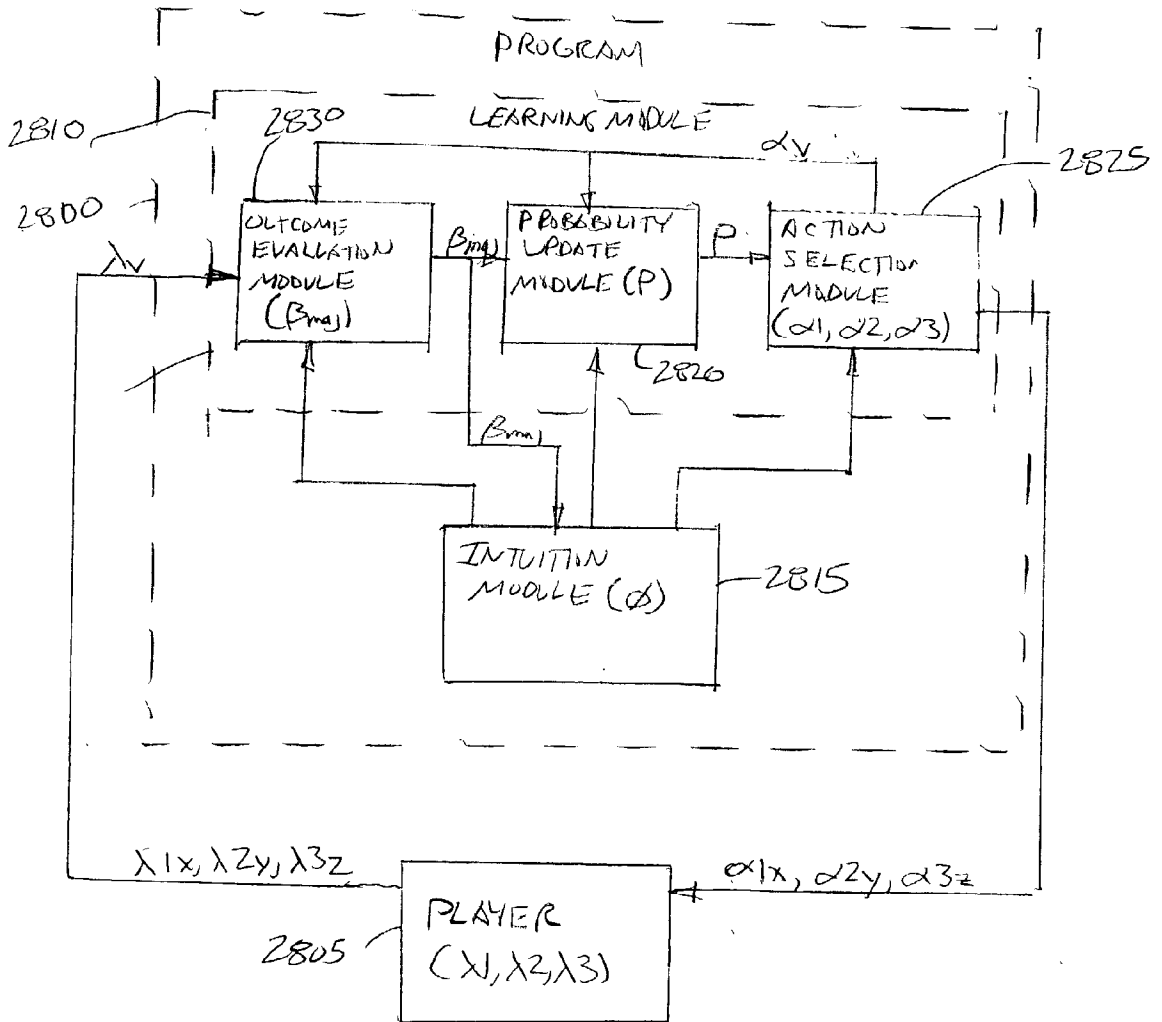 PROGRAM
LEARNING MODULE
2810
2830
αv
2825
2800
λv
OUTCOME
EVALUATION
MODULE
(βmaj)
βmaj
PROBABILITY
UPDATE
MODULE (P)
P
ACTION
SELECTION
MODULE
(α1, α2, α3)
2820
βmaj
INTUITION
MODULE (Ø)
2815
λ1x, λ2y, λ3z
α1x, α2y, α3z
PLAYER
(λ1, λ2, λ3)
2805